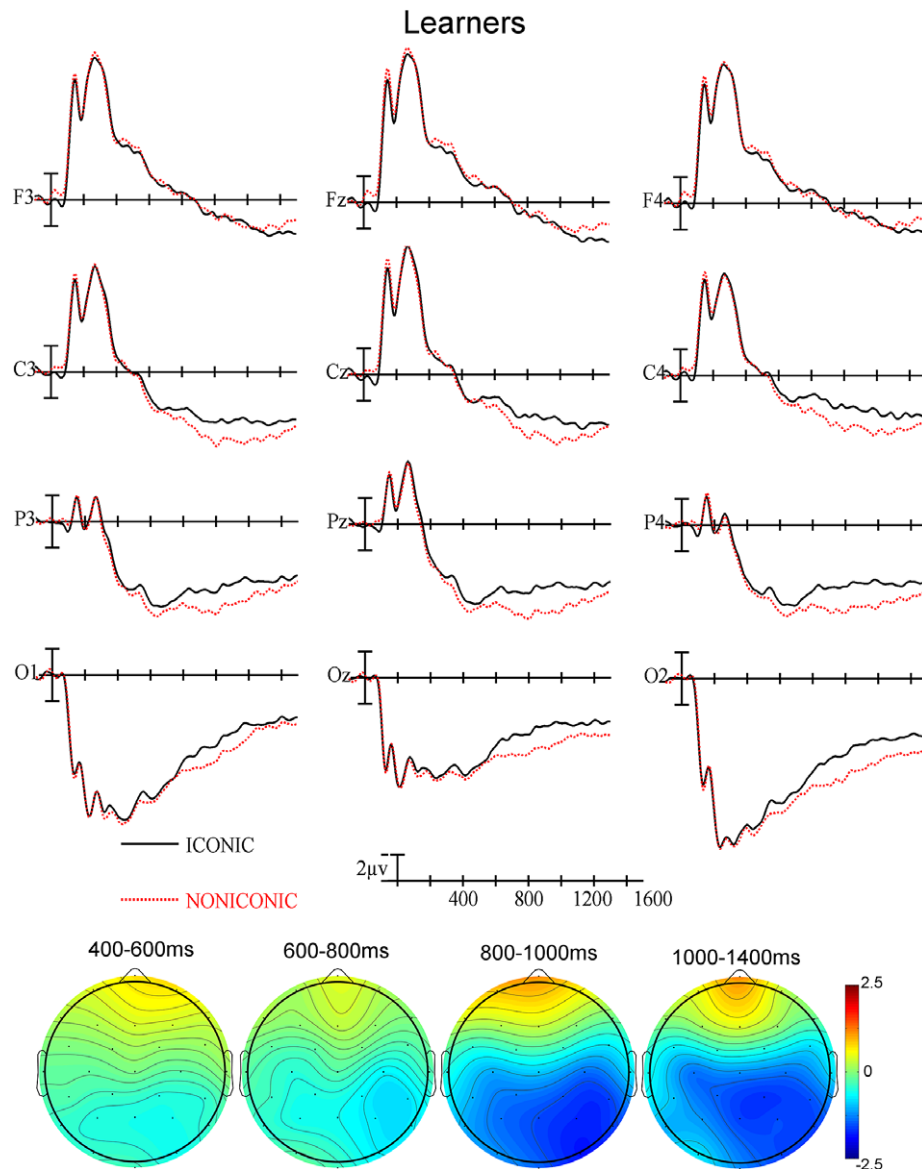 Learners
F3 Fz F4
C3 Cz C4
P3 Pz P4
O1 Oz O2
ICONIC
2μv
400 800 1200 1600
NONICONIC
400-600ms 600-800ms 800-1000ms 1000-1400ms
2.5
0
-2.5